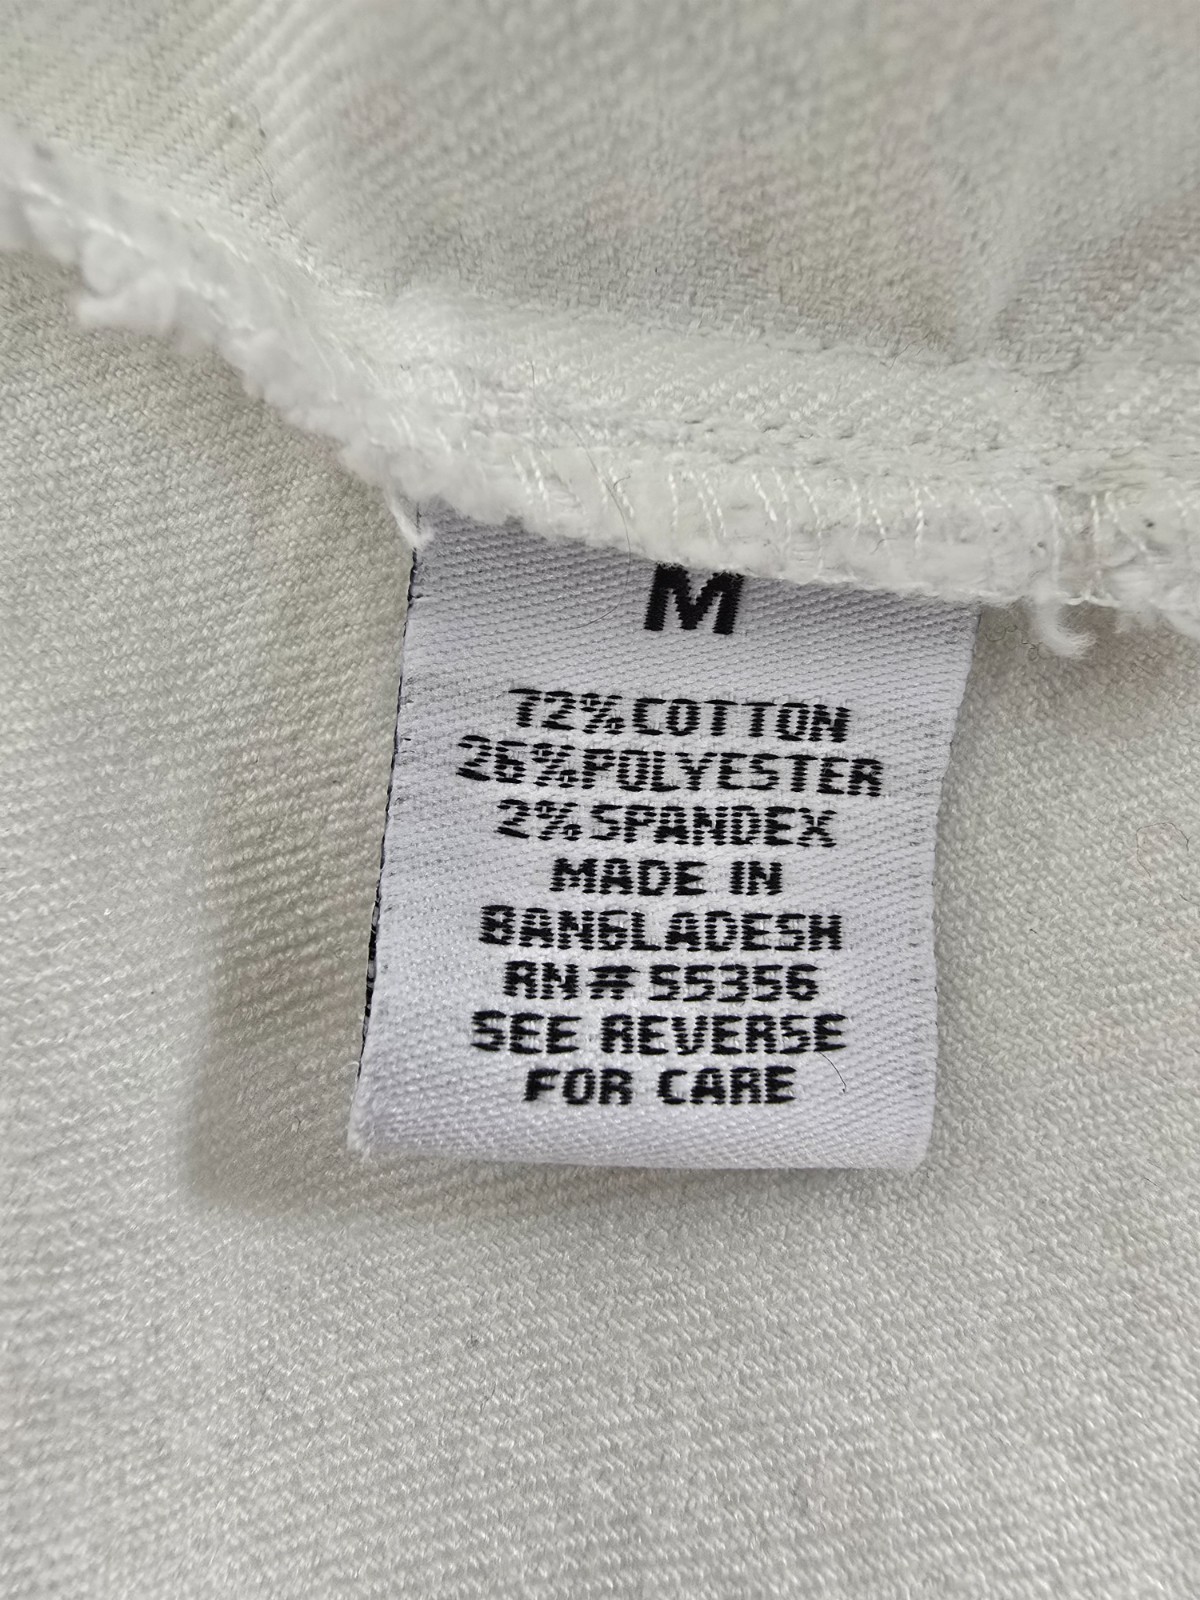 M
72% COTTON
26% POLYESTER
2% SPANDEX
MADE IN
BANGLADESH
RN# 55356
SEE REVERSE
FOR CARE